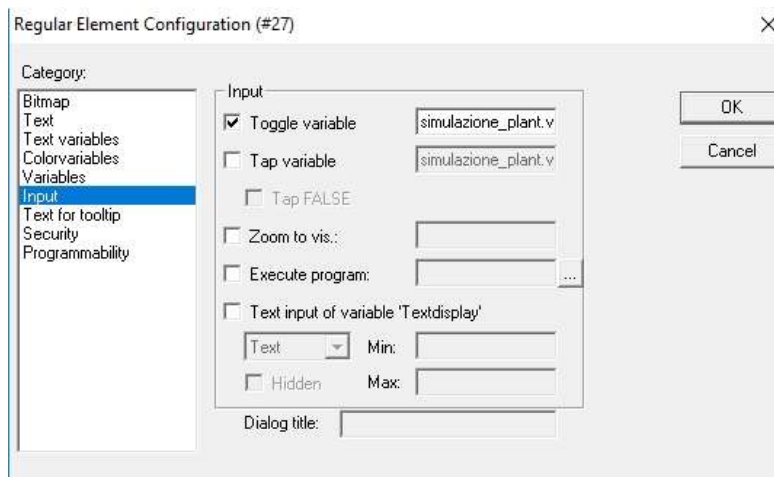 Regular Element Configuration (#27)
Category:
Bitmap
Text
Text variables
Colorvariables
Variables
Input
Text for tooltip
Security
Programmability
Input
Toggle variable simulazione_plant.v
Tap variable simulazione_plant.v
Tap FALSE
Zoom to vis.:
Execute program: ...
Text input of variable 'Textdisplay'
Text Min:
Hidden Max:
Dialog title:
OK
Cancel